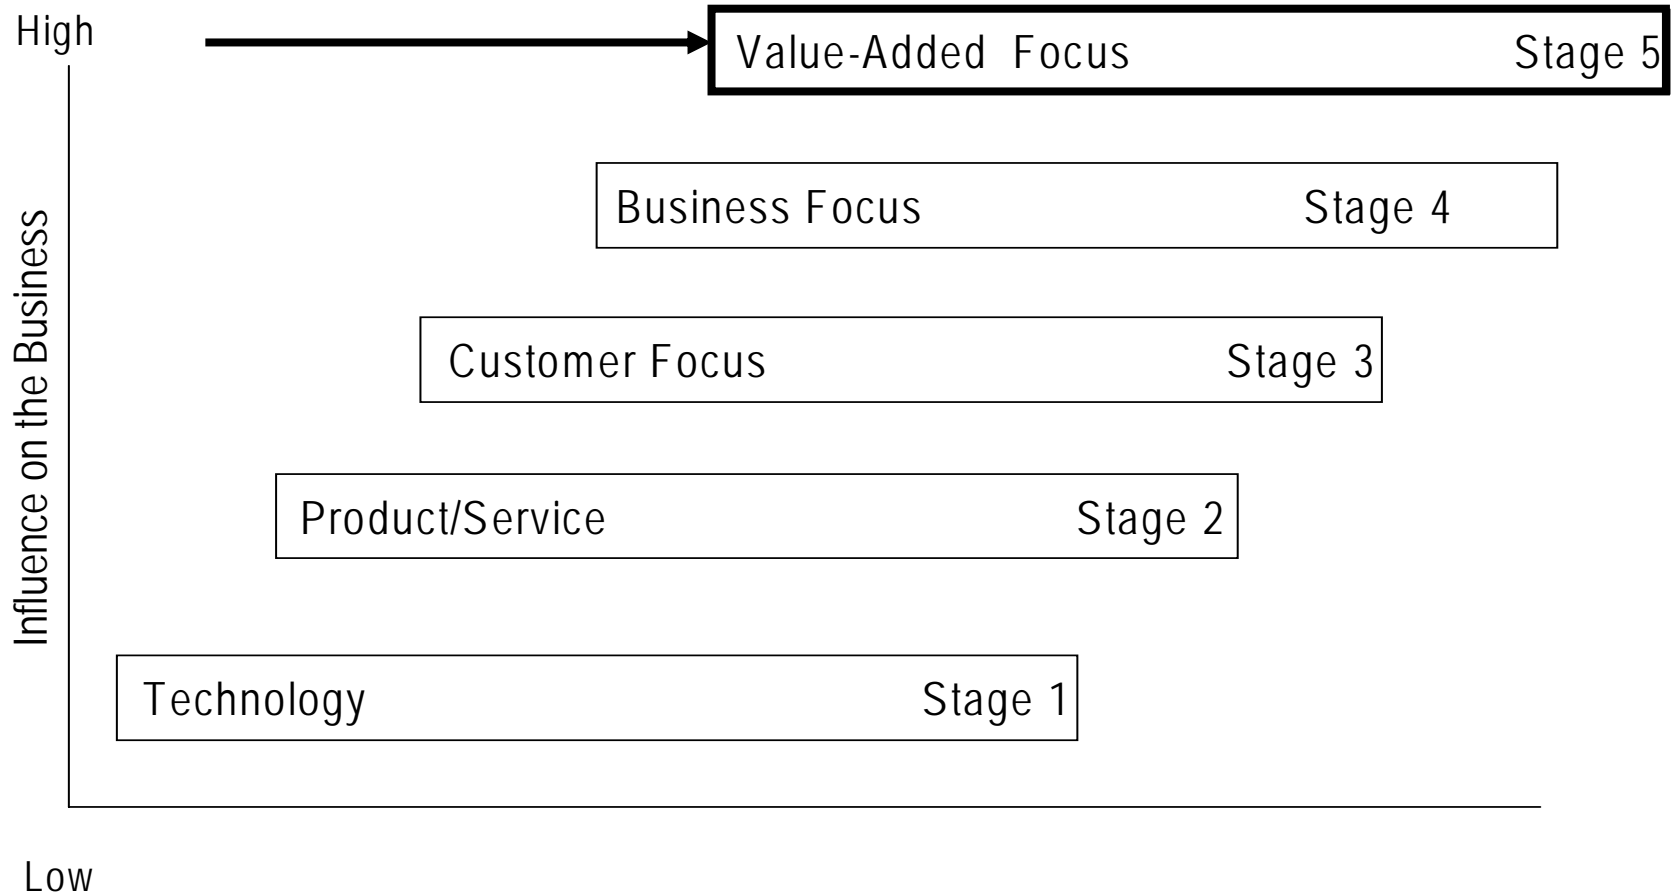 High
Value-Added Focus Stage 5
Business Focus Stage 4
Influence on the Business
Customer Focus Stage 3
Product/Service Stage 2
Technology Stage 1
Low